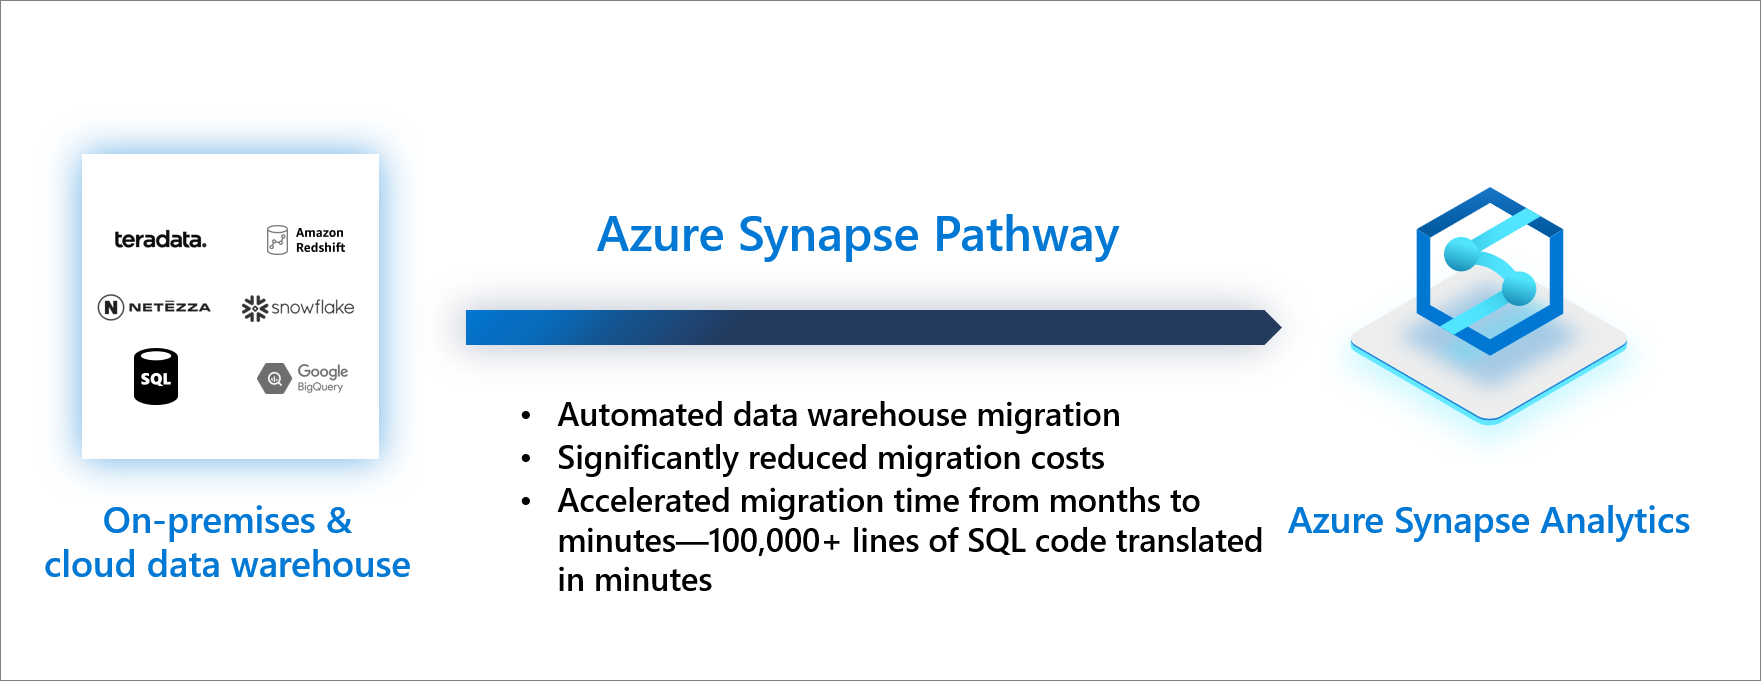 teradata.
Amazon
Redshift
N NETĒZZA
snowflake
SQL
Google
BigQuery
On-premises &
cloud data warehouse
Azure Synapse Pathway
• Automated data warehouse migration
• Significantly reduced migration costs
• Accelerated migration time from months to
minutes—100,000+ lines of SQL code translated
in minutes
Azure Synapse Analytics